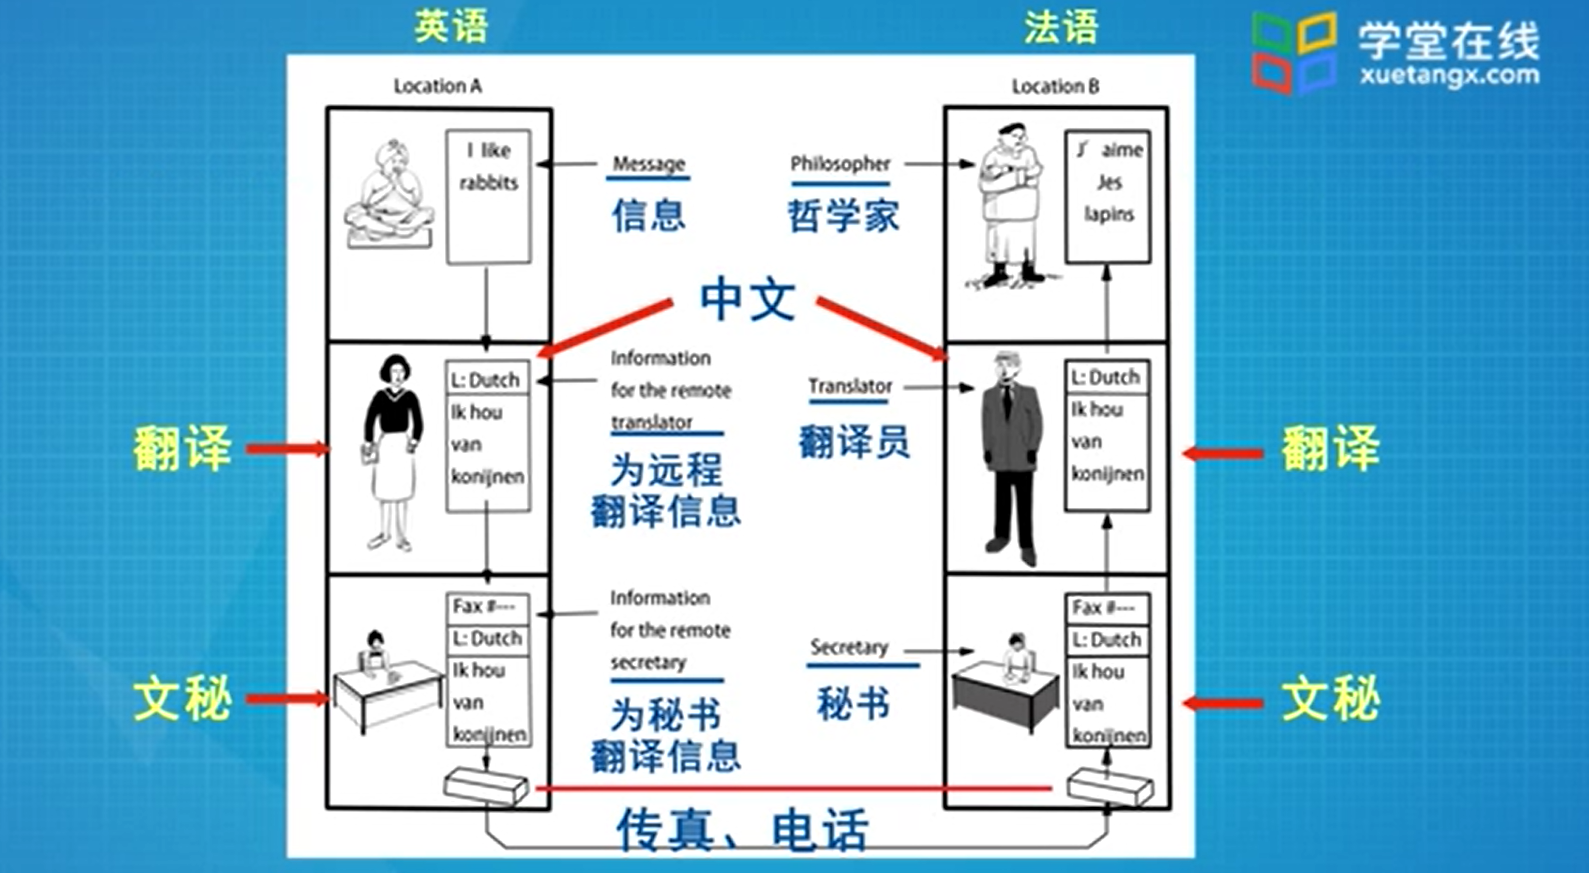 英语
法语
学堂在线
xuetangx.com
Location A
Location B
I like
rabbits
Message
信息
Philosopher
哲学家
J' aime
Jes
lapins
中文
L: Dutch
Ik hou
van
konijnen
Information
for the remote
translator
为远程
翻译信息
Translator
翻译员
L: Dutch
Ik hou
van
konijnen
翻译
翻译
Fax #---
L: Dutch
Ik hou
van
konijnen
Information
for the remote
secretary
为秘书
翻译信息
Secretary
秘书
Fax #---
L: Dutch
Ik hou
van
konijnen
文秘
文秘
传真、电话